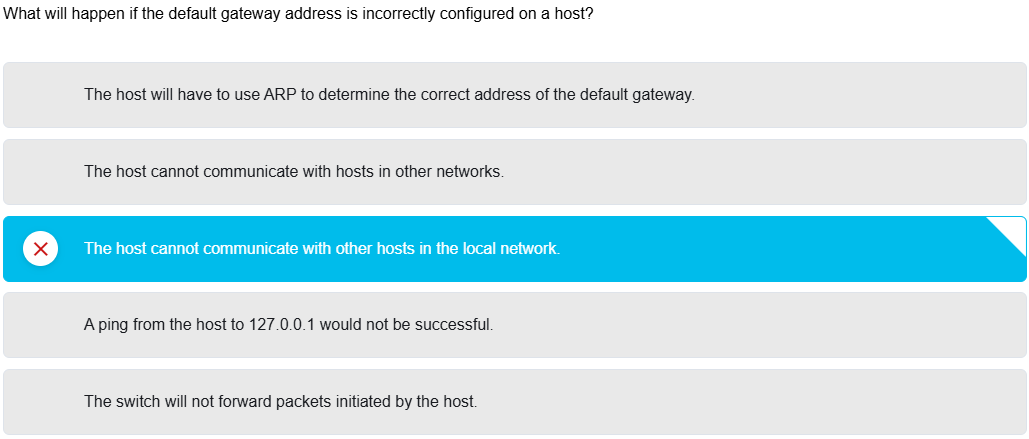 What will happen if the default gateway address is incorrectly configured on a host?
The host will have to use ARP to determine the correct address of the default gateway.
The host cannot communicate with hosts in other networks.
The host cannot communicate with other hosts in the local network.
A ping from the host to 127.0.0.1 would not be successful.
The switch will not forward packets initiated by the host.